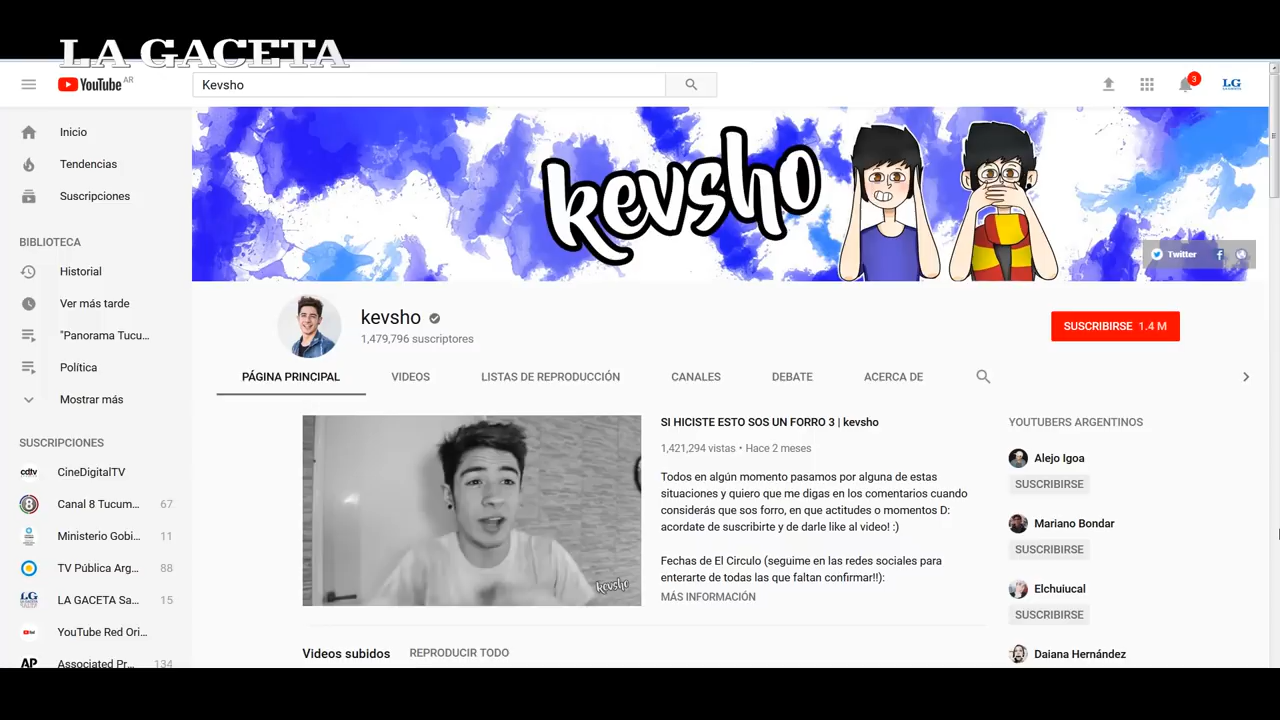 LA GACETA
YouTube AR
Kevsho
3
LG
Inicio
Tendencias
Suscripciones
BIBLIOTECA
Historial
Ver más tarde
"Panorama Tucu...
Política
Mostrar más
SUSCRIPCIONES
cdtv CineDigitalTV
Canal 8 Tucum... 67
Ministerio Gobi... 11
TV Pública Arg... 88
LG LA GACETA Sa... 15
YouTube Red Ori...
AP Associated Pr... 134
kevsho
Twitter
kevsho
1,479,796 suscriptores
SUSCRIBIRSE 1.4 M
PÁGINA PRINCIPAL
VIDEOS
LISTAS DE REPRODUCCIÓN
CANALES
DEBATE
ACERCA DE
kevsho
SI HICISTE ESTO SOS UN FORRO 3 | kevsho
1,421,294 vistas • Hace 2 meses
Todos en algún momento pasamos por alguna de estas
situaciones y quiero que me digas en los comentarios cuando
considerás que sos forro, en que actitudes o momentos D:
acordate de suscribirte y de darle like al video! :)
Fechas de El Circulo (seguime en las redes sociales para
enterarte de todas las que faltan confirmar!!):
MÁS INFORMACIÓN
YOUTUBERS ARGENTINOS
Alejo Igoa
SUSCRIBIRSE
Mariano Bondar
SUSCRIBIRSE
Elchuiucal
SUSCRIBIRSE
Daiana Hernández
Videos subidos
REPRODUCIR TODO